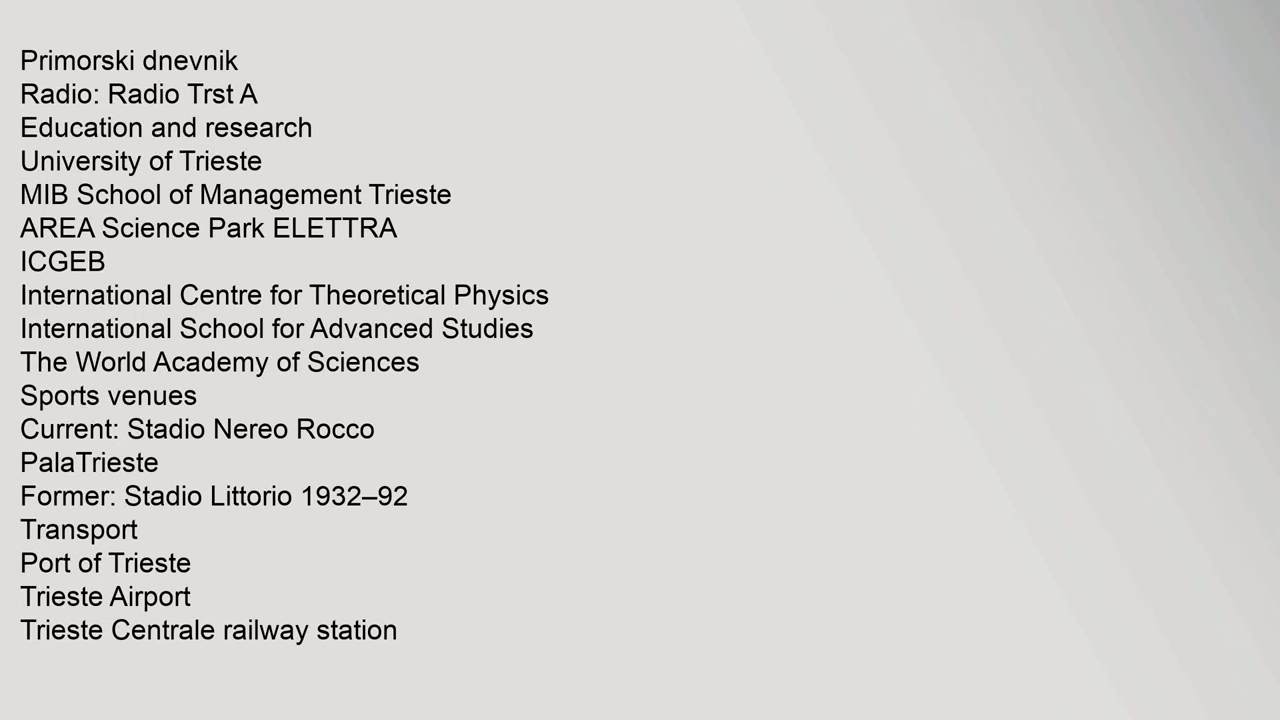 Primorski dnevnik
Radio: Radio Trst A
Education and research
University of Trieste
MIB School of Management Trieste
AREA Science Park ELETTRA
ICGEB
International Centre for Theoretical Physics
International School for Advanced Studies
The World Academy of Sciences
Sports venues
Current: Stadio Nereo Rocco
PalaTrieste
Former: Stadio Littorio 1932–92
Transport
Port of Trieste
Trieste Airport
Trieste Centrale railway station